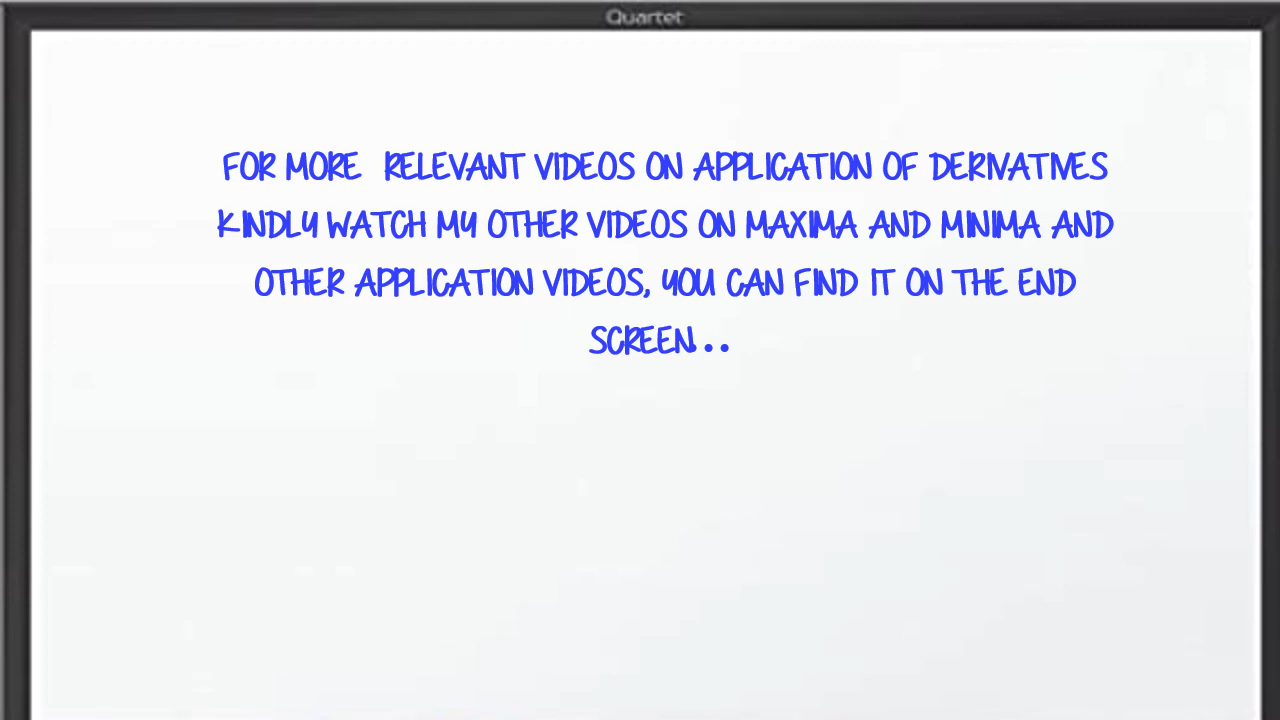 Quartet
FOR MORE RELEVANT VIDEOS ON APPLICATION OF DERIVATIVES
KINDLY WATCH MY OTHER VIDEOS ON MAXIMA AND MINIMA AND
OTHER APPLICATION VIDEOS, YOU CAN FIND IT ON THE END
SCREEN...